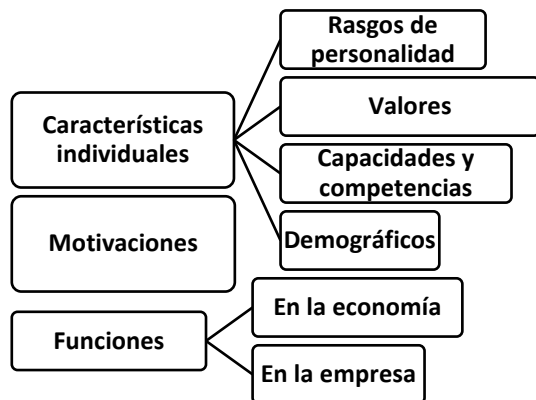 Características
individuales
Rasgos de
personalidad
Valores
Capacidades y
competencias
Demográficos
Motivaciones
Funciones
En la economía
En la empresa